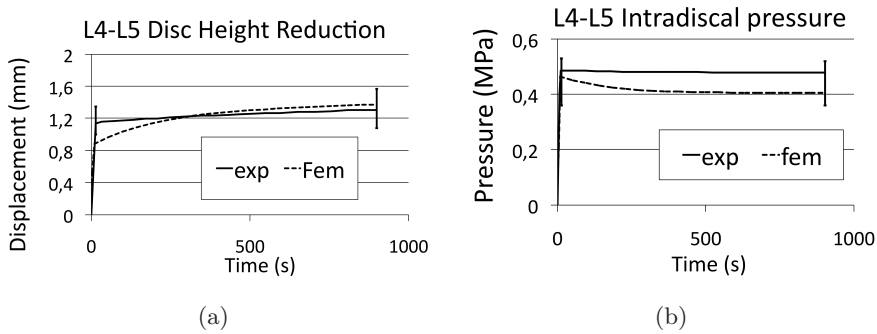 L4-L5 Disc Height Reduction
Displacement (mm)
2
1,6
1,2
0,8
0,4
0
0
500
1000
Time (s)
exp
Fem
(a)
L4-L5 Intradiscal pressure
Pressure (MPa)
0,6
0,4
0,2
0
0
500
1000
Time (s)
exp
fem
(b)